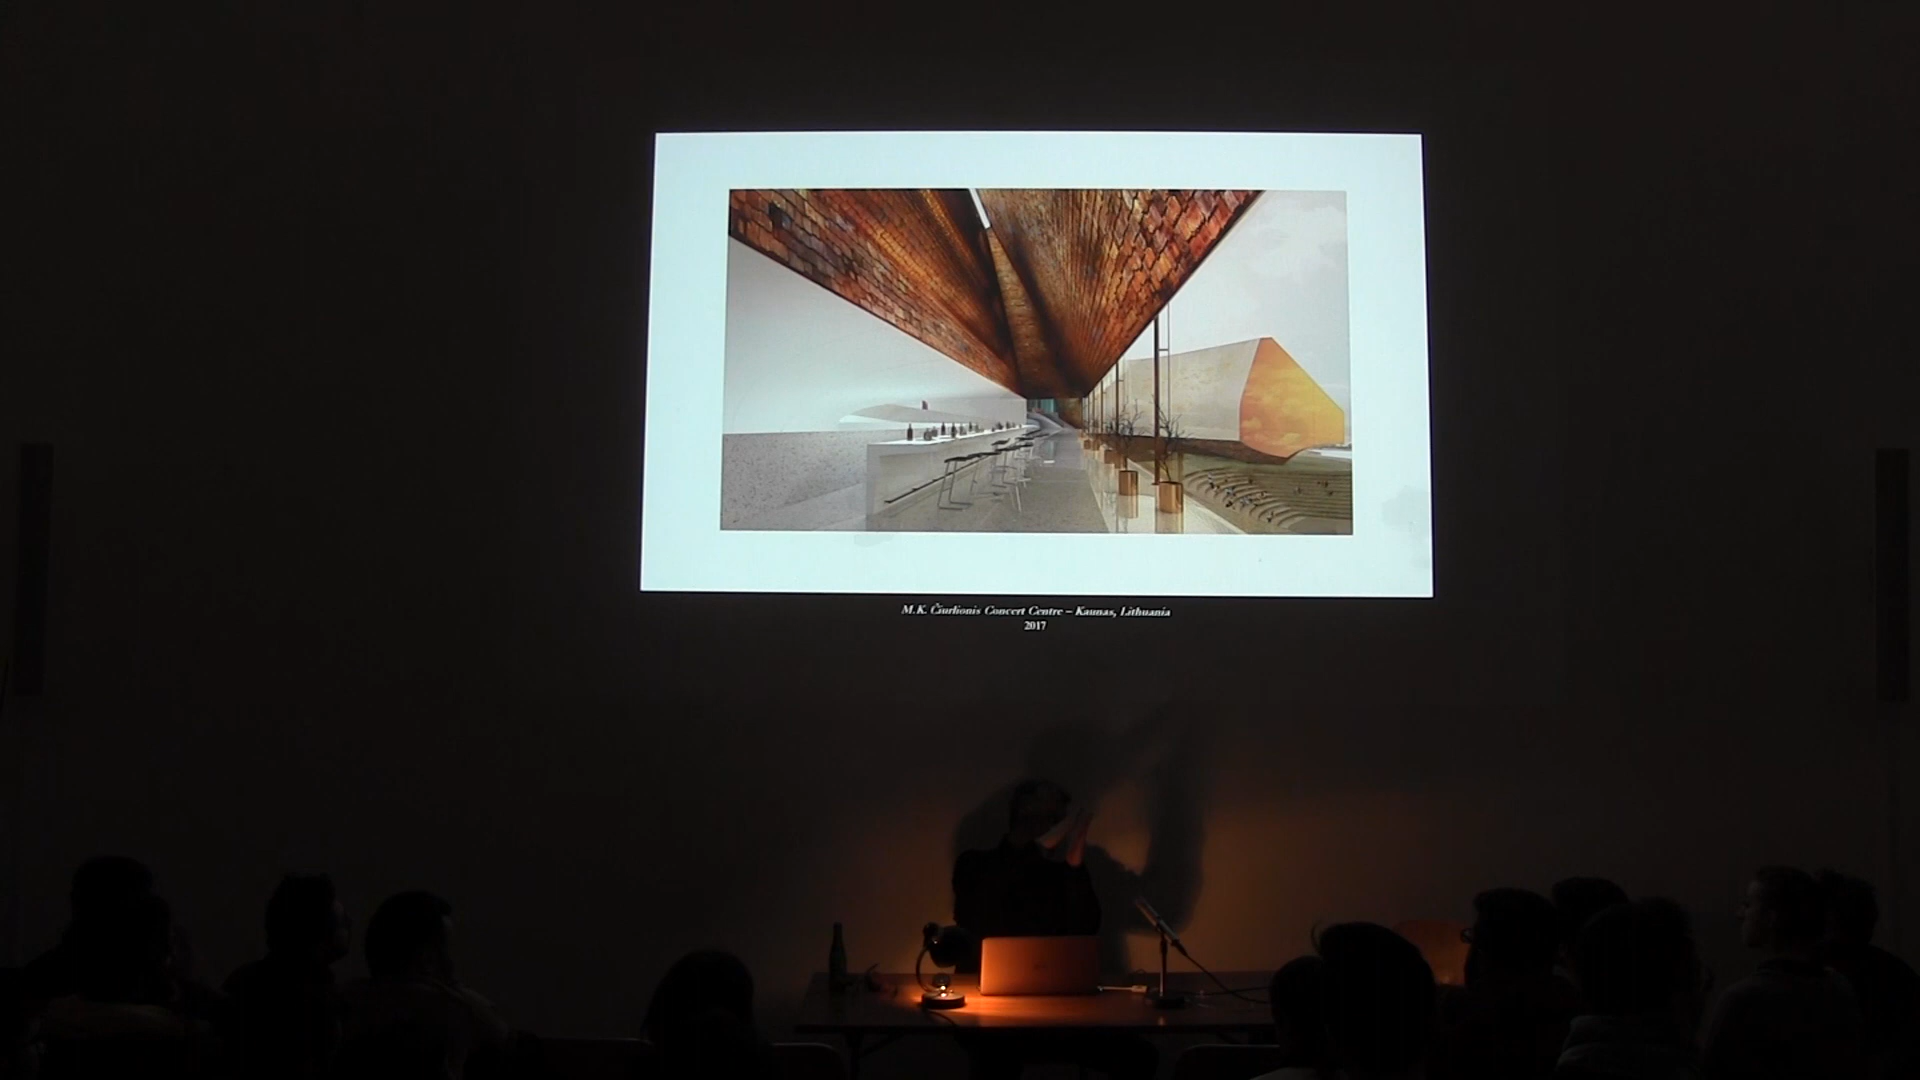 M.K. Čiurlionis Concert Centre – Kaunas, Lithuania
2017